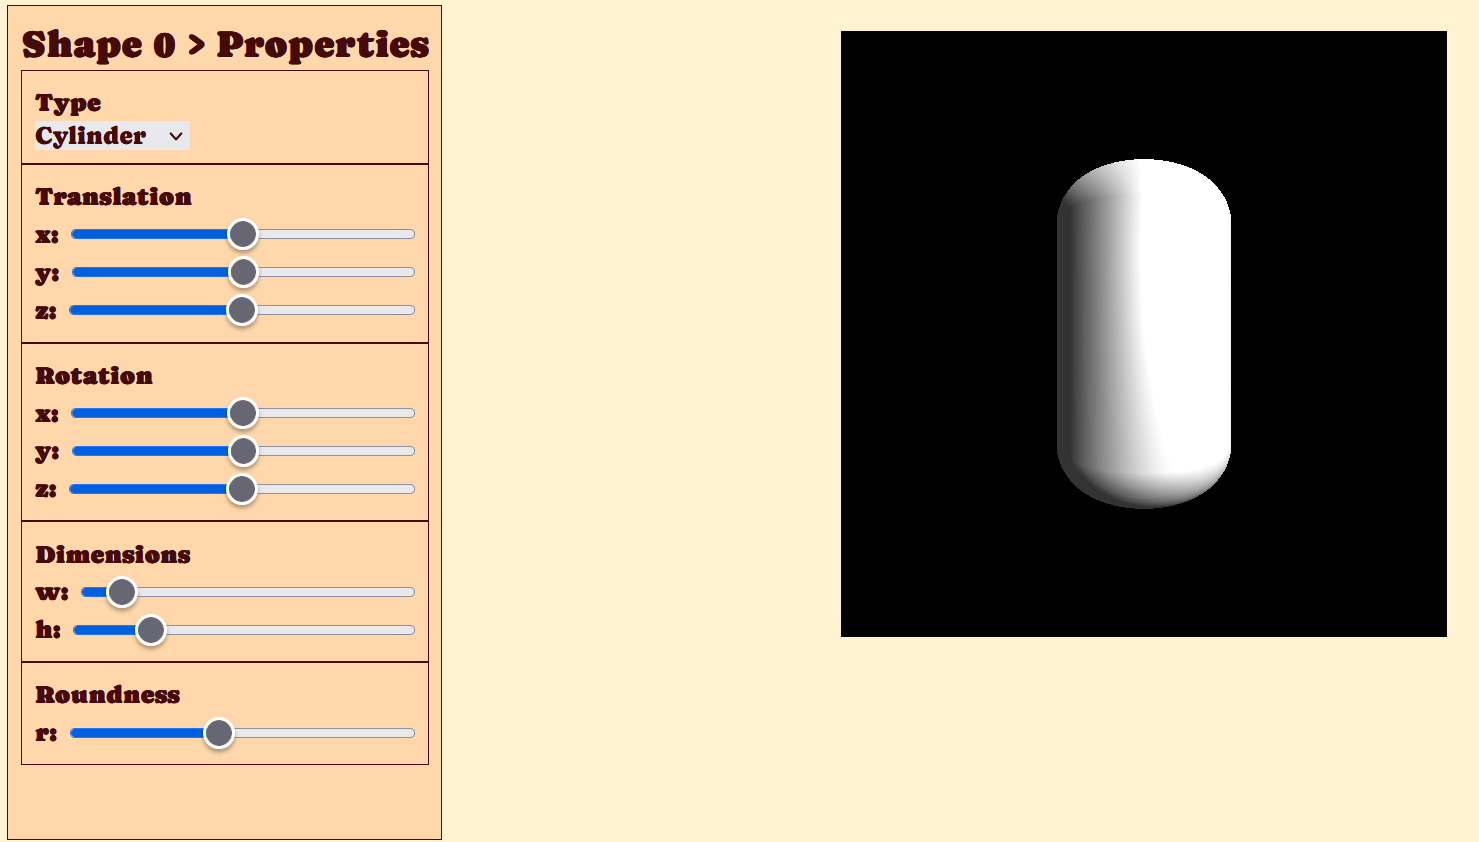 Shape 0 > Properties
Type
Cylinder
Translation
x:
y:
z:
Rotation
x:
y:
z:
Dimensions
w:
h:
Roundness
r: